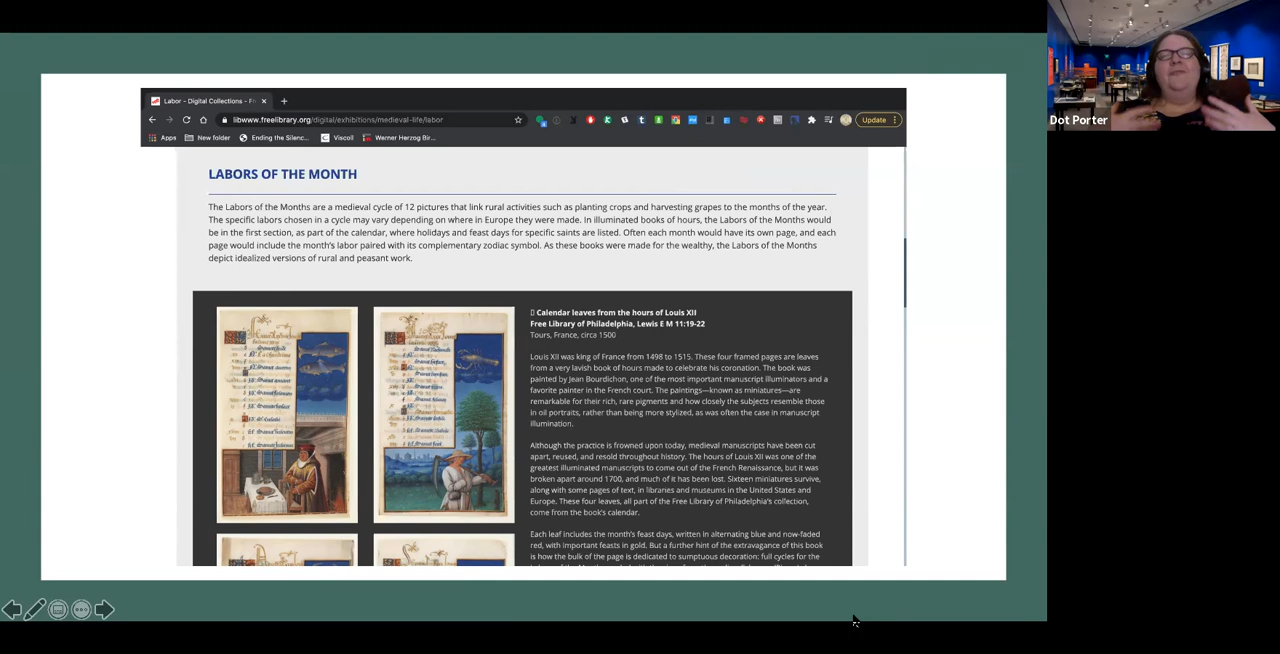 Labor - Digital Collections - Fr
libwww.freelibrary.org/digital/exhibitions/medieval-life/labor
Update
Apps
New folder
Ending the Silenc...
Viscoll
Werner Herzog Bir...
Dot Porter
LABORS OF THE MONTH
The Labors of the Months are a medieval cycle of 12 pictures that link rural activities such as planting crops and harvesting grapes to the months of the year.
The specific labors chosen in a cycle may vary depending on where in Europe they were made. In illuminated books of hours, the Labors of the Months would
be in the first section, as part of the calendar, where holidays and feast days for specific saints are listed. Often each month would have its own page, and each
page would include the month's labor paired with its complementary zodiac symbol. As these books were made for the wealthy, the Labors of the Months
depict idealized versions of rural and peasant work.
Calendar leaves from the hours of Louis XII
Free Library of Philadelphia, Lewis E M 11:19-22
Tours, France, circa 1500
Louis XII was king of France from 1498 to 1515. These four framed pages are leaves
from a very lavish book of hours made to celebrate his coronation. The book was
painted by Jean Bourdichon, one of the most important manuscript illuminators and a
favorite painter in the French court. The paintings—known as miniatures—are
remarkable for their rich, rare pigments and how closely the subjects resemble those
in oil portraits, rather than being more stylized, as was often the case in manuscript
illumination.
Although the practice is frowned upon today, medieval manuscripts have been cut
apart, reused, and resold throughout history. The hours of Louis XII was one of the
greatest illuminated manuscripts to come out of the French Renaissance, but it was
broken apart around 1700, and much of it has been lost. Sixteen miniatures survive,
along with some pages of text, in libraries and museums in the United States and
Europe. These four leaves, all part of the Free Library of Philadelphia's collection,
come from the book's calendar.
Each leaf includes the month's feast days, written in alternating blue and now-faded
red, with important feasts in gold. But a further hint of the extravagance of this book
is how the bulk of the page is dedicated to sumptuous decoration: full cycles for the